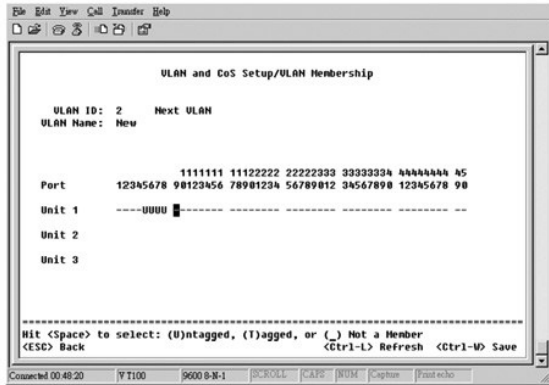 File Edit View Call Transfer Help
VLAN and CoS Setup/VLAN Membership
VLAN ID: 2 Next VLAN
VLAN Name: New
1111111 11122222 22222333 33333334 44444444 45
Port 12345678 90123456 78901234 56789012 34567890 12345678 90
Unit 1 ----UUUU -------- -------- -------- -------- -------- --
Unit 2
Unit 3
Hit <Space> to select: (U)ntagged, (T)agged, or (_) Not a Member
<ESC> Back <Ctrl-L> Refresh <Ctrl-W> Save
Connected 00:48:20 VT100 9600 8-N-1 SCROLL CAPS NUM Capture Print echo